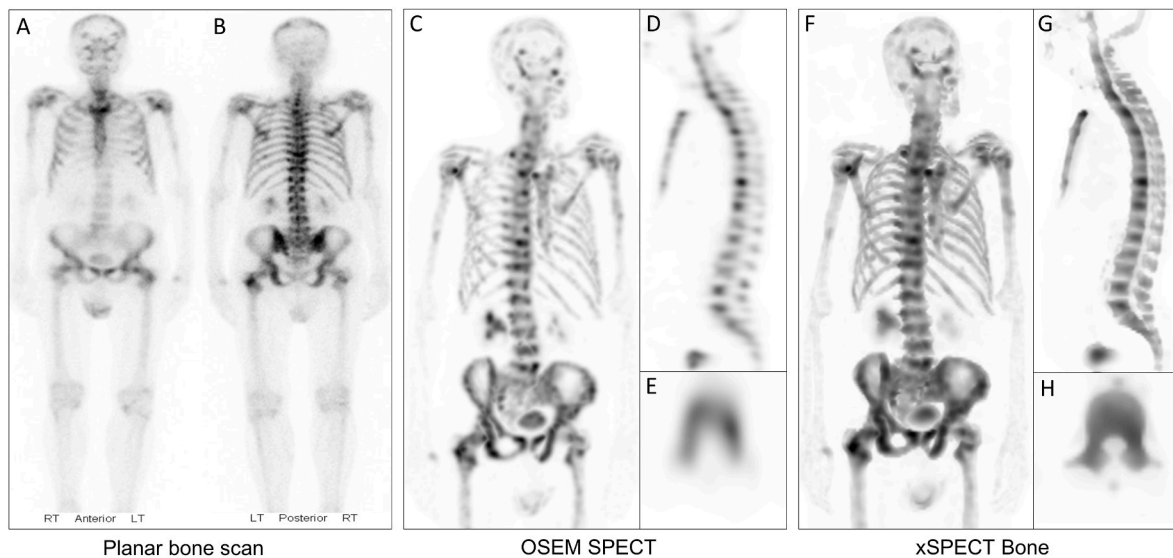 A
B
C
D
E
F
G
H
RT Anterior LT
LT Posterior RT
Planar bone scan
OSEM SPECT
xSPECT Bone